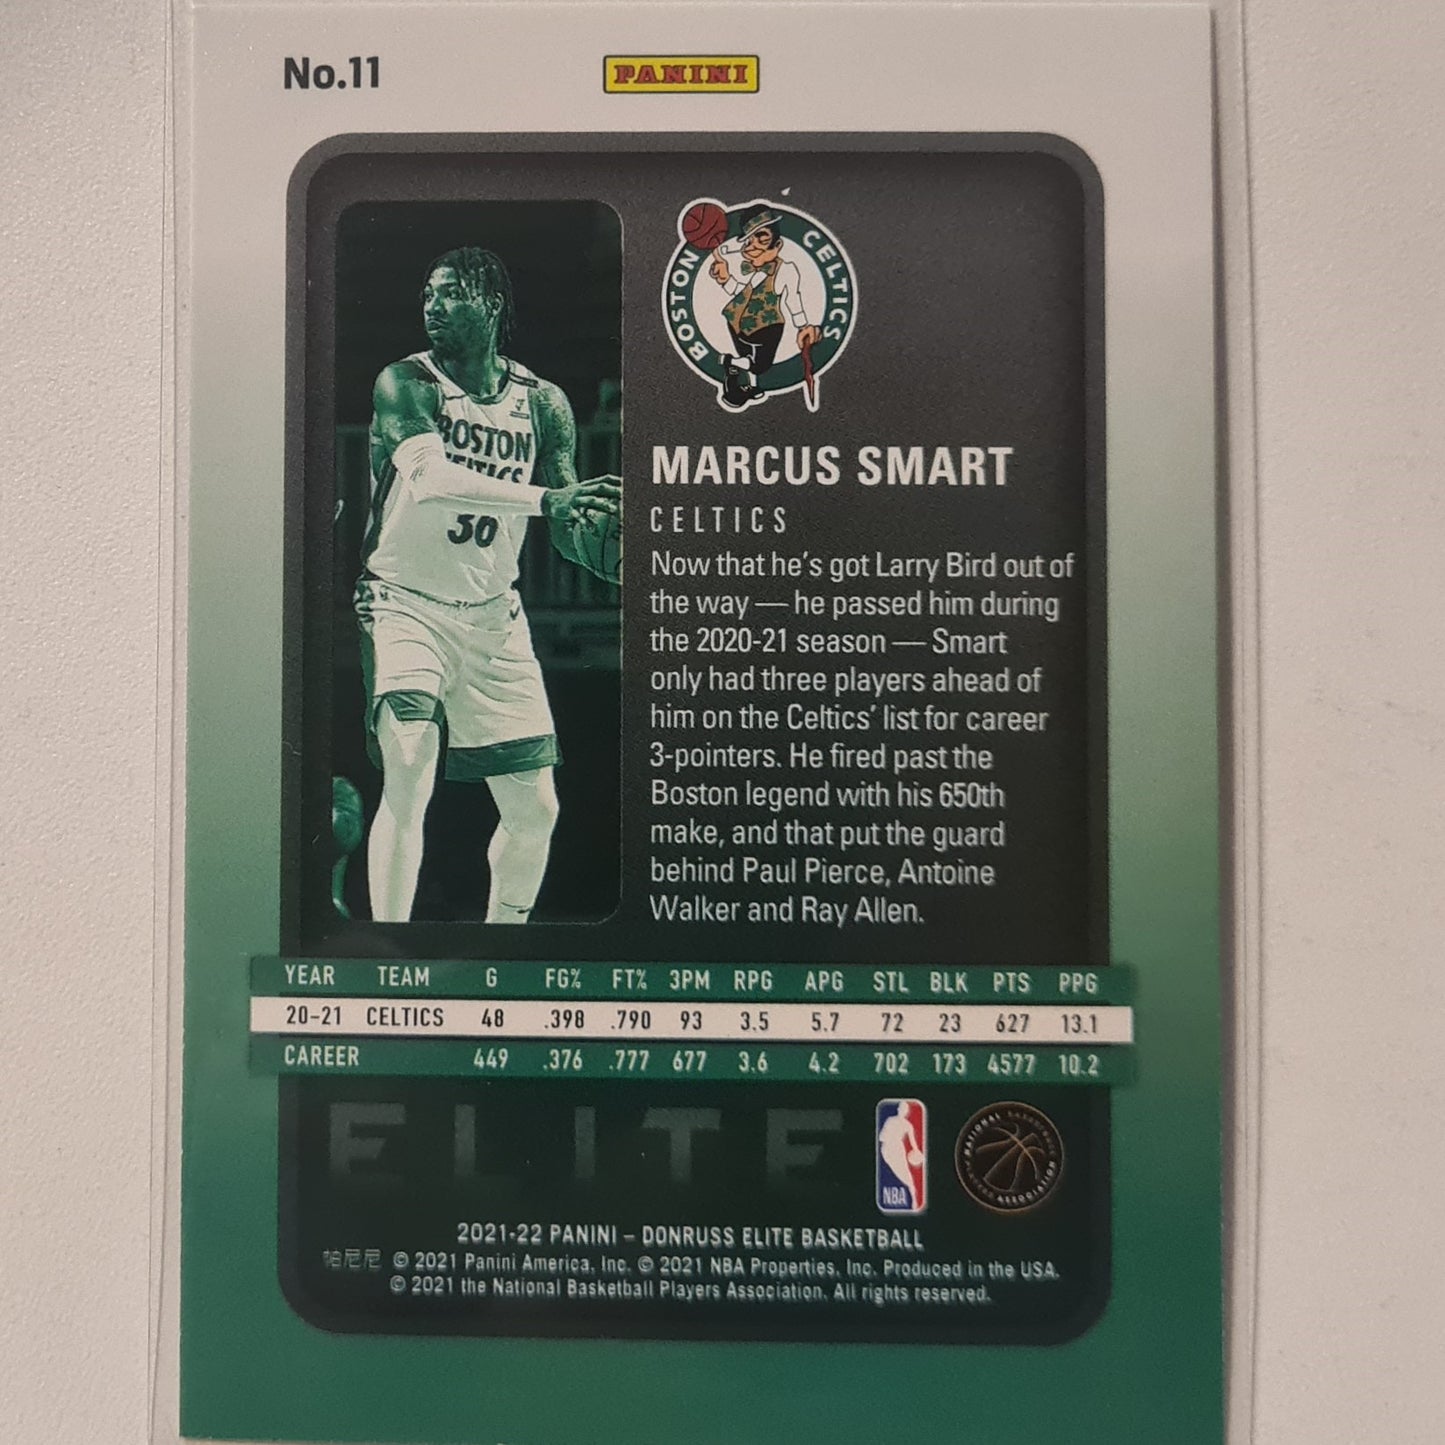 No.11
PANINI
BOSTON CELTICS
BOSTON
CELTICS
MARCUS SMART
CELTICS
Now that he's got Larry Bird out of
the way — he passed him during
the 2020-21 season — Smart
only had three players ahead of
him on the Celtics' list for career
3-pointers. He fired past the
Boston legend with his 650th
make, and that put the guard
behind Paul Pierce, Antoine
Walker and Ray Allen.
YEAR TEAM G FG% FT% 3PM RPG APG STL BLK PTS PPG
20-21 CELTICS 48 .398 .790 93 3.5 5.7 72 23 627 13.1
CAREER 449 .376 .777 677 3.6 4.2 702 173 4577 10.2
ELITE
NBA
NATIONAL BASKETBALL PLAYERS ASSOCIATION
2021-22 PANINI – DONRUSS ELITE BASKETBALL
帕尼尼 © 2021 Panini America, Inc. © 2021 NBA Properties, Inc. Produced in the USA.
© 2021 the National Basketball Players Association. All rights reserved.